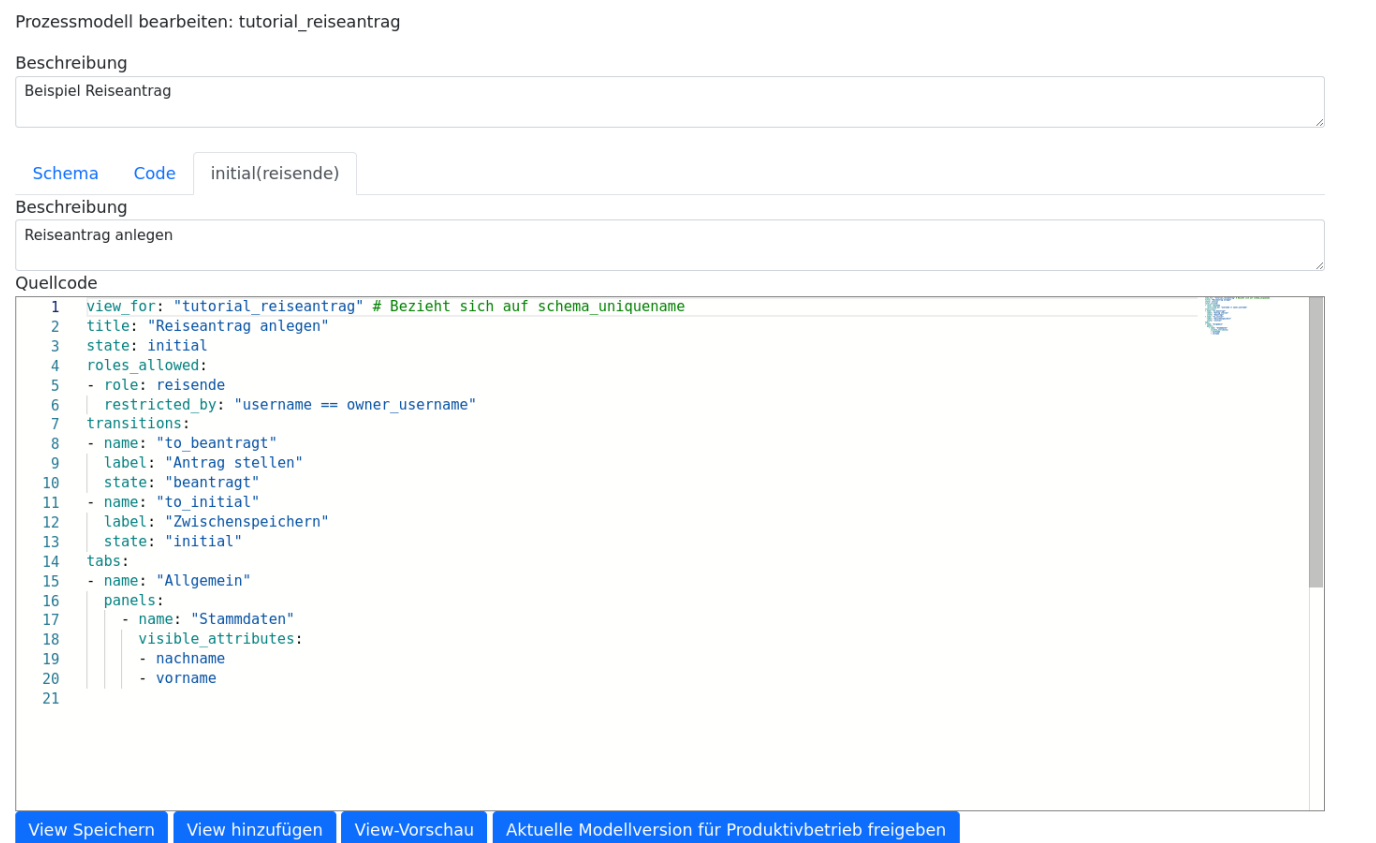 Prozessmodell bearbeiten: tutorial_reiseantrag
Beschreibung
Beispiel Reiseantrag
Schema Code initial(reisende)
Beschreibung
Reiseantrag anlegen
Quellcode
1 view_for: "tutorial_reiseantrag" # Bezieht sich auf schema_uniquename
2 title: "Reiseantrag anlegen"
3 state: initial
4 roles_allowed:
5 - role: reisende
6 restricted_by: "username == owner_username"
7 transitions:
8 - name: "to_beantragt"
9 label: "Antrag stellen"
10 state: "beantragt"
11 - name: "to_initial"
12 label: "Zwischenspeichern"
13 state: "initial"
14 tabs:
15 - name: "Allgemein"
16 panels:
17 - name: "Stammdaten"
18 visible_attributes:
19 - nachname
20 - vorname
21
View Speichern View hinzufügen View-Vorschau Aktuelle Modellversion für Produktivbetrieb freigeben